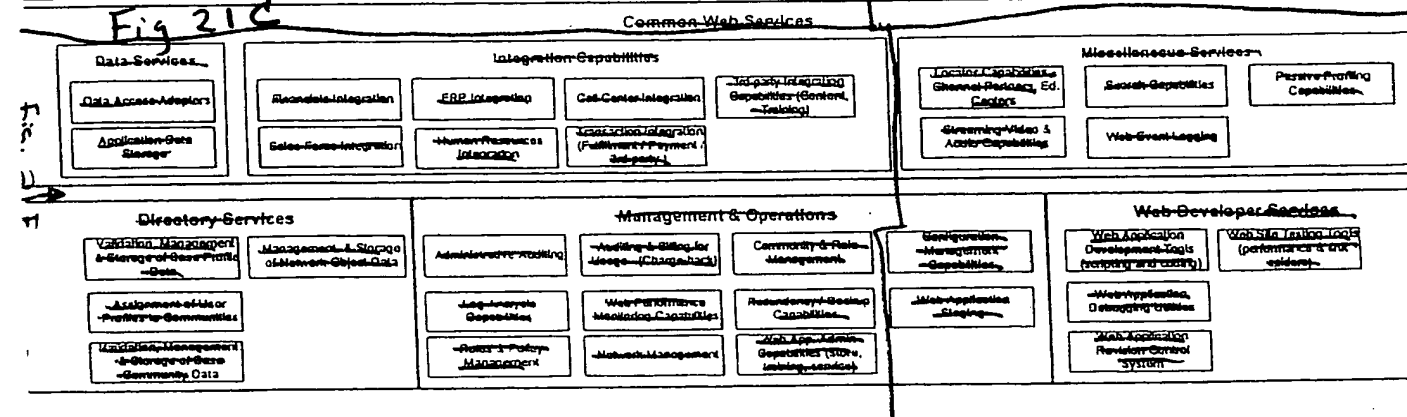 Fig 21C
Common Web Services
Data Services
Data Access Adaptors
Application Data
Storage
Integration Capabilities
Financials Integration
ERP Integration
Call Center Integration
3rd party Integration
Capabilities (Content,
Training)
Sales Force Integration
Human Resources
Integration
Transaction Integration
(Fulfillment / Payment /
3rd party)
Miscellaneous Services
Locator Capabilities
Channel Partners, Ed.
Centers
Search Capabilities
Passive Profiling
Capabilities
Streaming Video &
Audio Capabilities
Web Event Logging
Directory Services
Validation, Management
& Storage of Base Profile
Data
Management & Storage
of Network Object Data
Assignment of User
Profiles to Communities
Validation, Management
& Storage of Base
Community Data
Management & Operations
Administrative Auditing
Auditing & Billing for
Usage (Charge back)
Community & Role
Management
Configuration
Management
Capabilities
Log Analysis
Capabilities
Web Performance
Monitoring Capabilities
Redundancy / Backup
Capabilities
Web Application
Staging
Rules & Policy
Management
Network Management
Web App. Admin
Capabilities (Store,
training, service)
Web Developer Services
Web Application
Development Tools
(scripting and coding)
Web Site Testing Tools
(performance & link
spiders)
Web Application
Debugging Utilities
Web Application
Revision Control
System